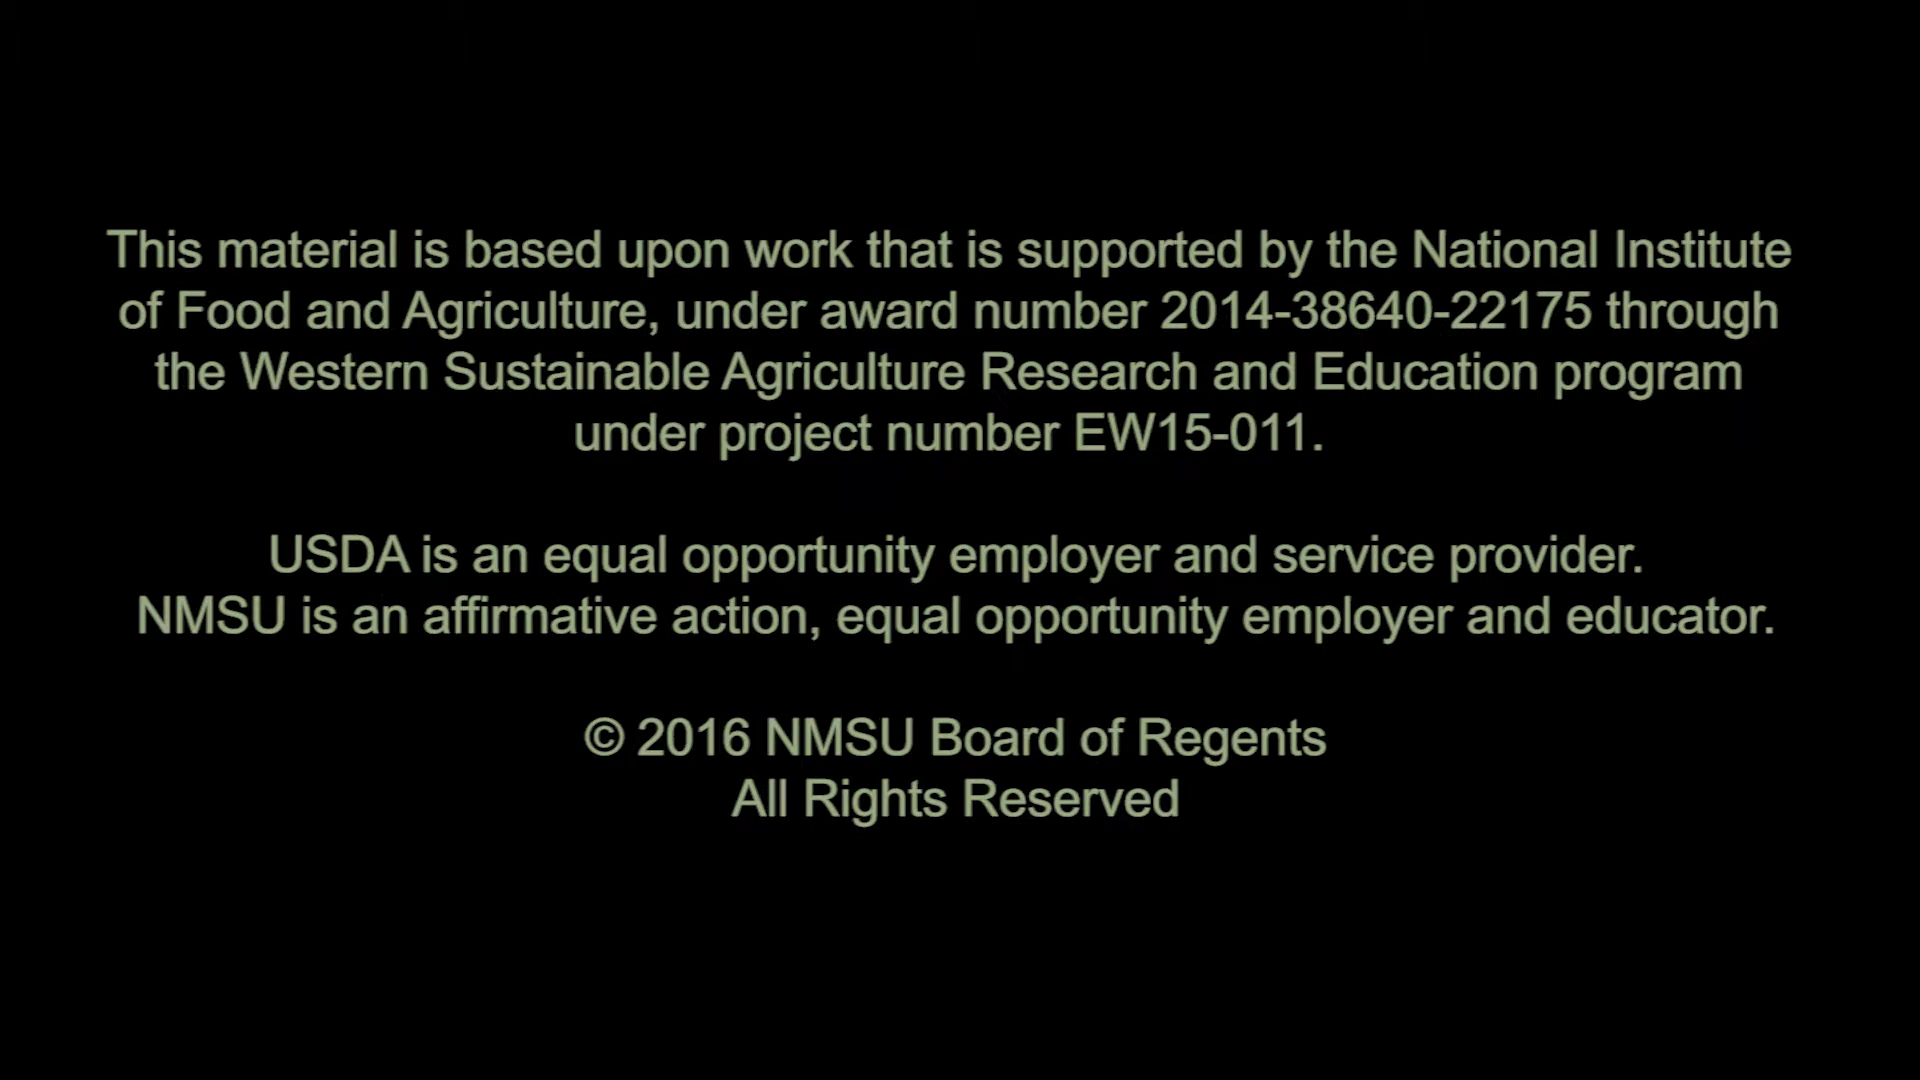 This material is based upon work that is supported by the National Institute
of Food and Agriculture, under award number 2014-38640-22175 through
the Western Sustainable Agriculture Research and Education program
under project number EW15-011.
USDA is an equal opportunity employer and service provider.
NMSU is an affirmative action, equal opportunity employer and educator.
© 2016 NMSU Board of Regents
All Rights Reserved